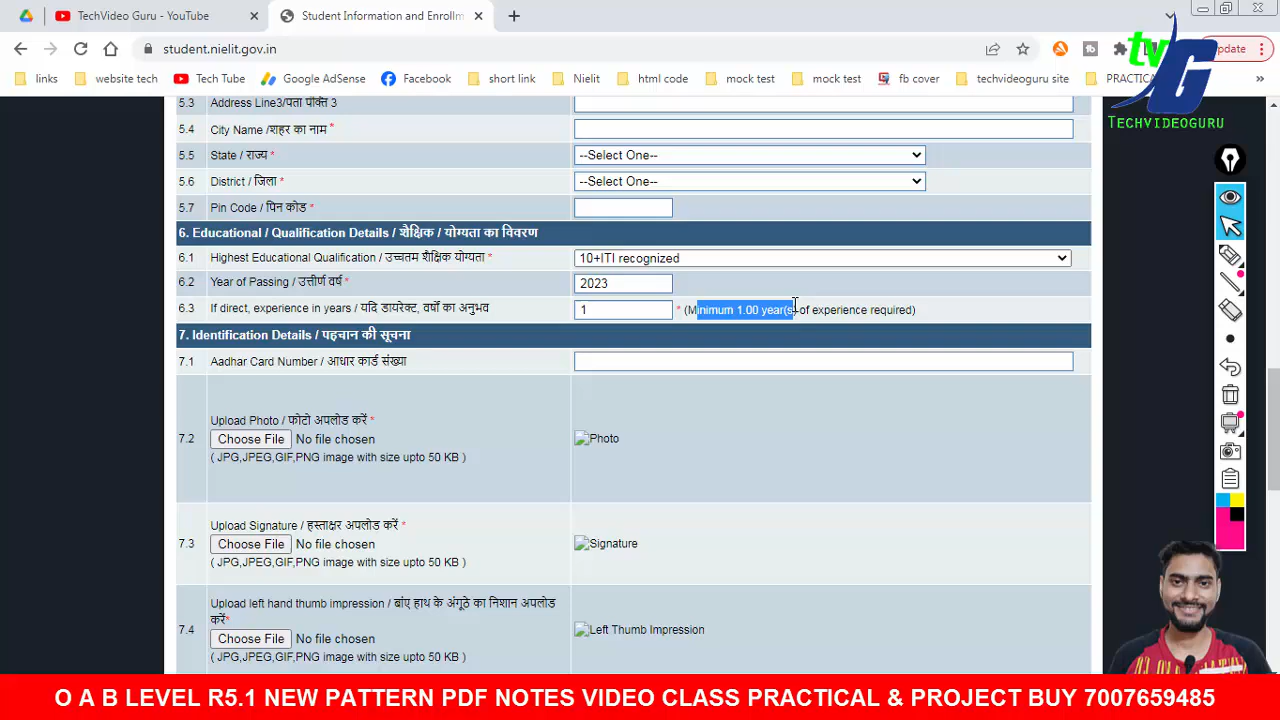 TechVideo Guru - YouTube
Student Information and Enrollm
student.nielit.gov.in
Update
links
website tech
Tech Tube
Google AdSense
Facebook
short link
Nielit
html code
mock test
mock test
fb cover
techvideoguru site
PRACTICAL
»
tvG
TECHVIDEOGURU
5.3 Address Line3/पता पंक्ति 3
5.4 City Name /शहर का नाम *
5.5 State / राज्य * --Select One--
5.6 District / जिला * --Select One--
5.7 Pin Code / पिन कोड *
6. Educational / Qualification Details / शैक्षिक / योग्यता का विवरण
6.1 Highest Educational Qualification / उच्चतम शैक्षिक योग्यता * 10+ITI recognized
6.2 Year of Passing / उत्तीर्ण वर्ष * 2023
6.3 If direct, experience in years / यदि डायरेक्ट, वर्षों का अनुभव 1 * (Minimum 1.00 year(s) of experience required)
7. Identification Details / पहचान की सूचना
7.1 Aadhar Card Number / आधार कार्ड संख्या
7.2 Upload Photo / फोटो अपलोड करें *
Choose File No file chosen
( JPG,JPEG,GIF,PNG image with size upto 50 KB )
Photo
7.3 Upload Signature / हस्ताक्षर अपलोड करें *
Choose File No file chosen
( JPG,JPEG,GIF,PNG image with size upto 50 KB )
Signature
7.4 Upload left hand thumb impression / बांए हाथ के अंगूठे का निशान अपलोड
करें*
Choose File No file chosen
( JPG,JPEG,GIF,PNG image with size upto 50 KB )
Left Thumb Impression
O A B LEVEL R5.1 NEW PATTERN PDF NOTES VIDEO CLASS PRACTICAL & PROJECT BUY 7007659485